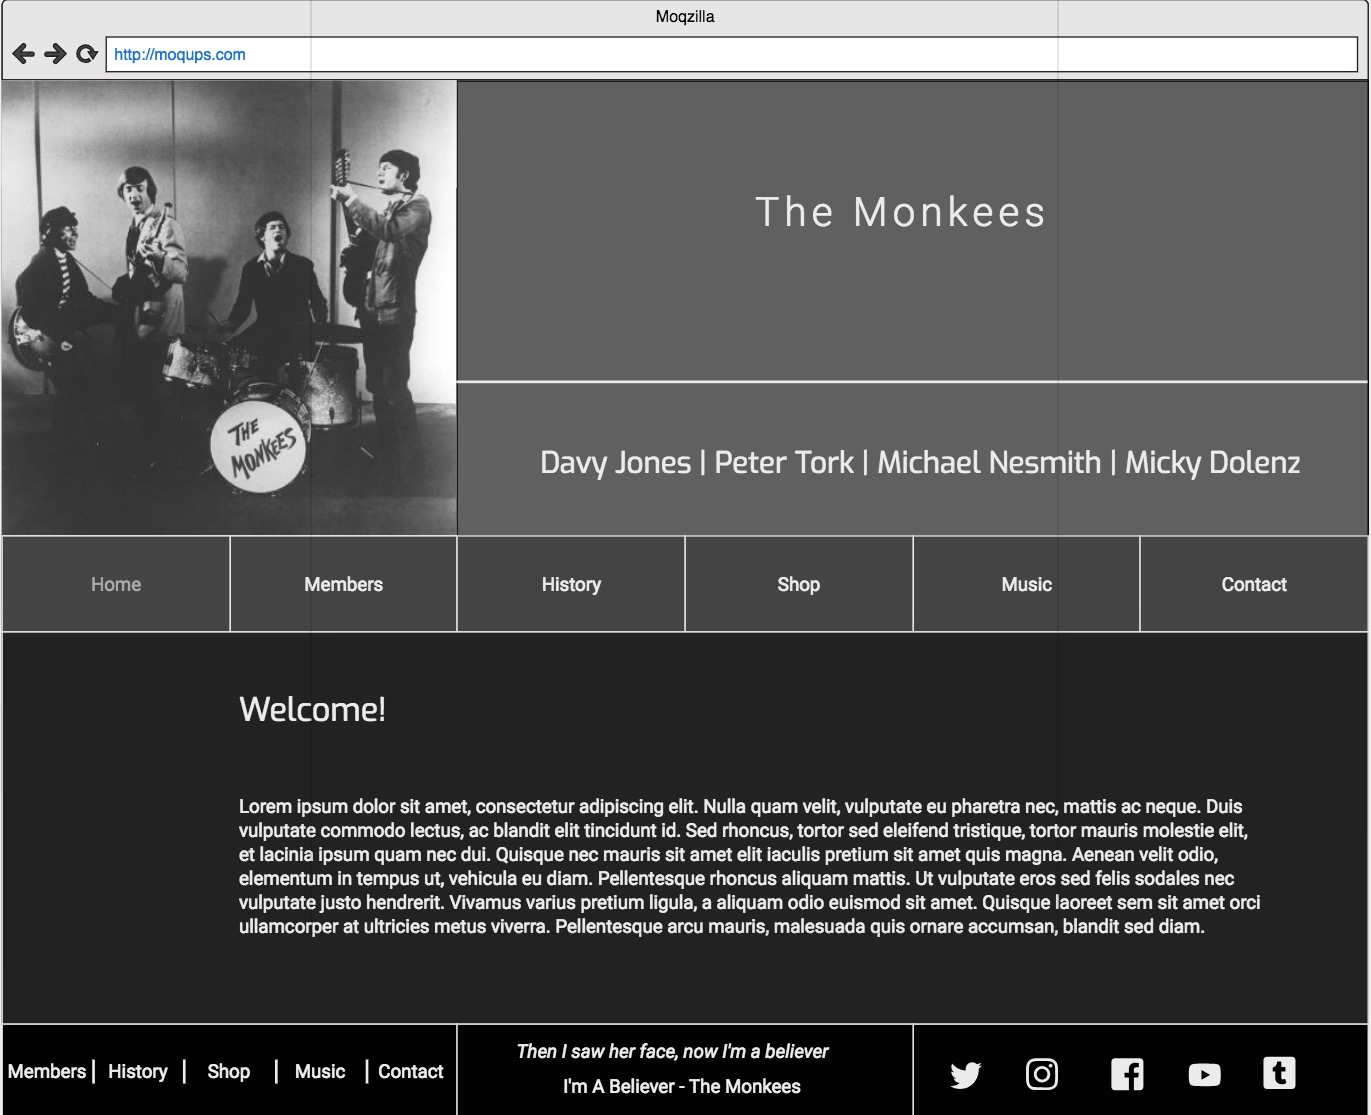 Moqzilla
http://moqups.com
The Monkees
THE
MONKEES
Davy Jones | Peter Tork | Michael Nesmith | Micky Dolenz
Home Members History Shop Music Contact
Welcome!
Lorem ipsum dolor sit amet, consectetur adipiscing elit. Nulla quam velit, vulputate eu pharetra nec, mattis ac neque. Duis
vulputate commodo lectus, ac blandit elit tincidunt id. Sed rhoncus, tortor sed eleifend tristique, tortor mauris molestie elit,
et lacinia ipsum quam nec dui. Quisque nec mauris sit amet elit iaculis pretium sit amet quis magna. Aenean velit odio,
elementum in tempus ut, vehicula eu diam. Pellentesque rhoncus aliquam mattis. Ut vulputate eros sed felis sodales nec
vulputate justo hendrerit. Vivamus varius pretium ligula, a aliquam odio euismod sit amet. Quisque laoreet sem sit amet orci
ullamcorper at ultricies metus viverra. Pellentesque arcu mauris, malesuada quis ornare accumsan, blandit sed diam.
Members | History | Shop | Music | Contact
Then I saw her face, now I'm a believer
I'm A Believer - The Monkees